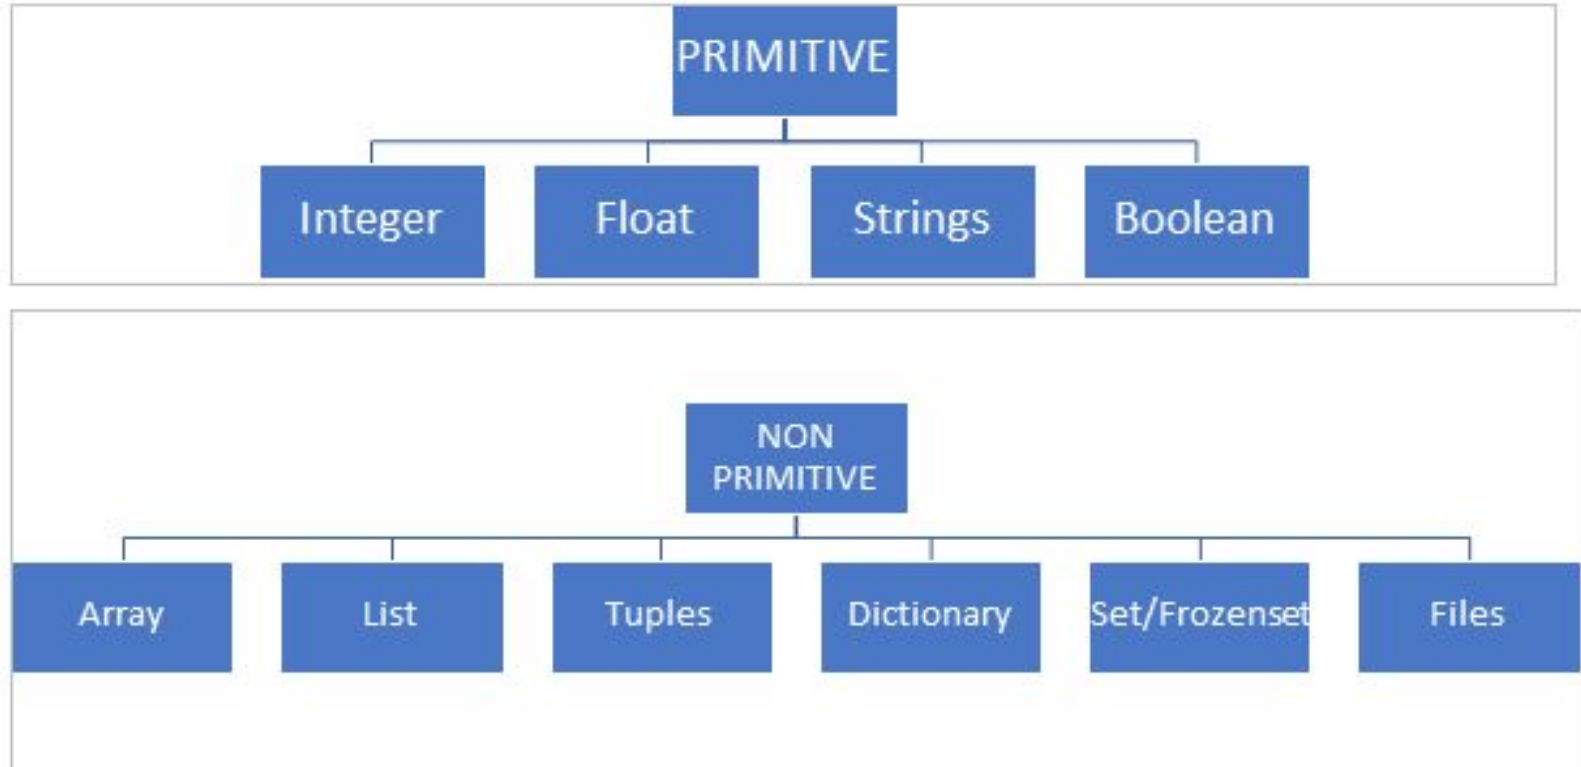 PRIMITIVE
Integer
Float
Strings
Boolean
NON
PRIMITIVE
Array
List
Tuples
Dictionary
Set/Frozenset
Files